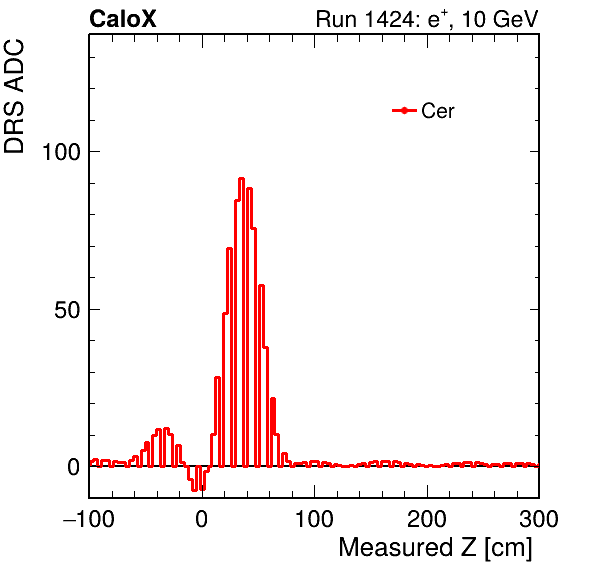 CaloX Run 1424: e⁺, 10 GeV
DRS ADC
Cer
100
50
0
−100 0 100 200 300
Measured Z [cm]